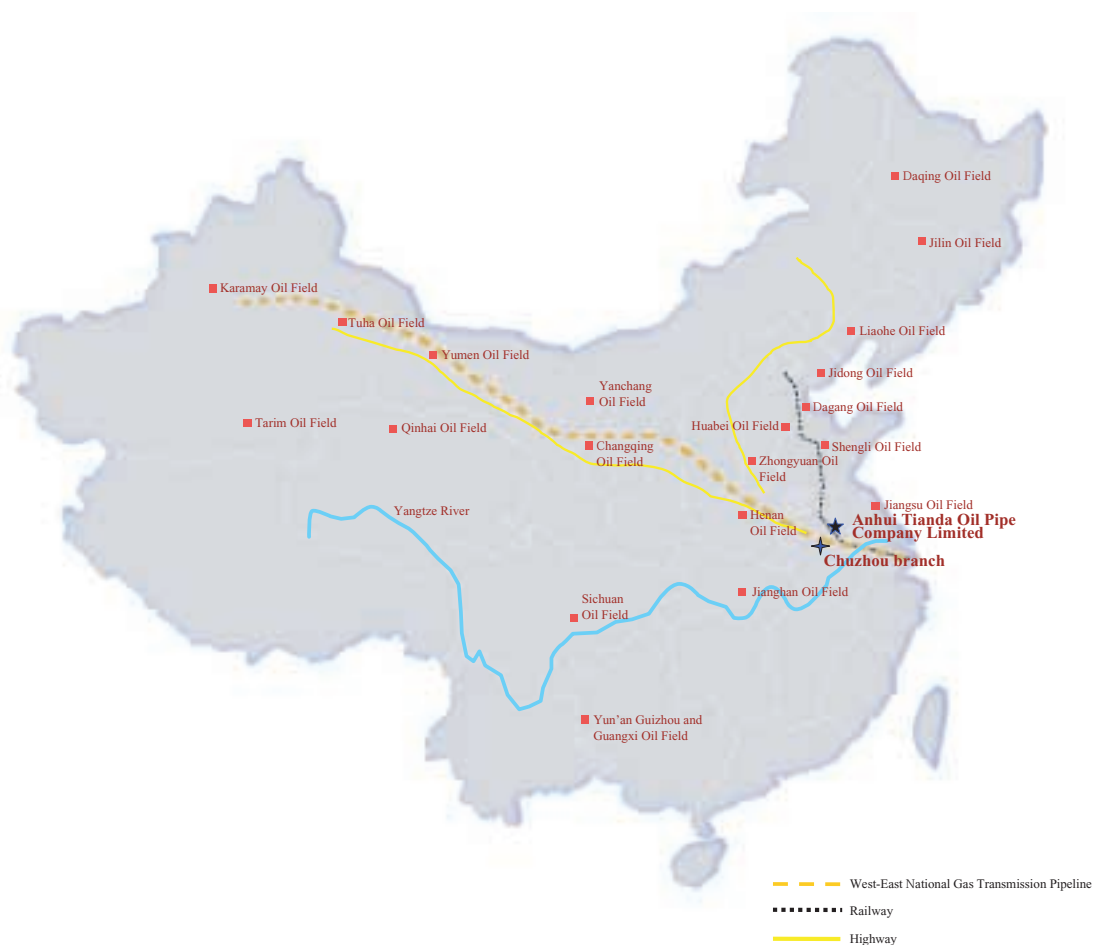 Daqing Oil Field
Jilin Oil Field
Karamay Oil Field
Tuha Oil Field
Liaohe Oil Field
Yumen Oil Field
Jidong Oil Field
Yanchang
Oil Field
Dagang Oil Field
Tarim Oil Field
Qinhai Oil Field
Huabei Oil Field
Changqing
Oil Field
Shengli Oil Field
Zhongyuan Oil
Field
Yangtze River
Jiangsu Oil Field
Henan
Oil Field
Anhui Tianda Oil Pipe
Company Limited
Chuzhou branch
Jianghan Oil Field
Sichuan
Oil Field
Yun'an Guizhou and
Guangxi Oil Field
West-East National Gas Transmission Pipeline
Railway
Highway